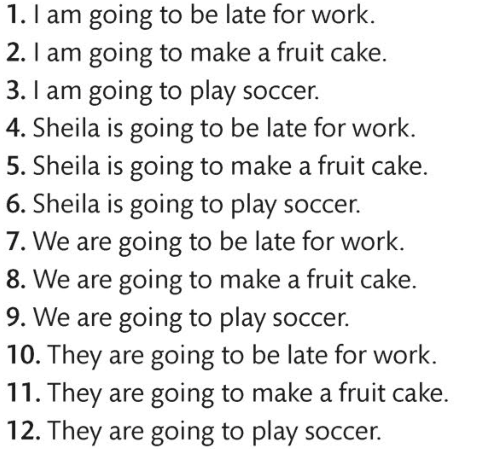 1. I am going to be late for work.
2. I am going to make a fruit cake.
3. I am going to play soccer.
4. Sheila is going to be late for work.
5. Sheila is going to make a fruit cake.
6. Sheila is going to play soccer.
7. We are going to be late for work.
8. We are going to make a fruit cake.
9. We are going to play soccer.
10. They are going to be late for work.
11. They are going to make a fruit cake.
12. They are going to play soccer.